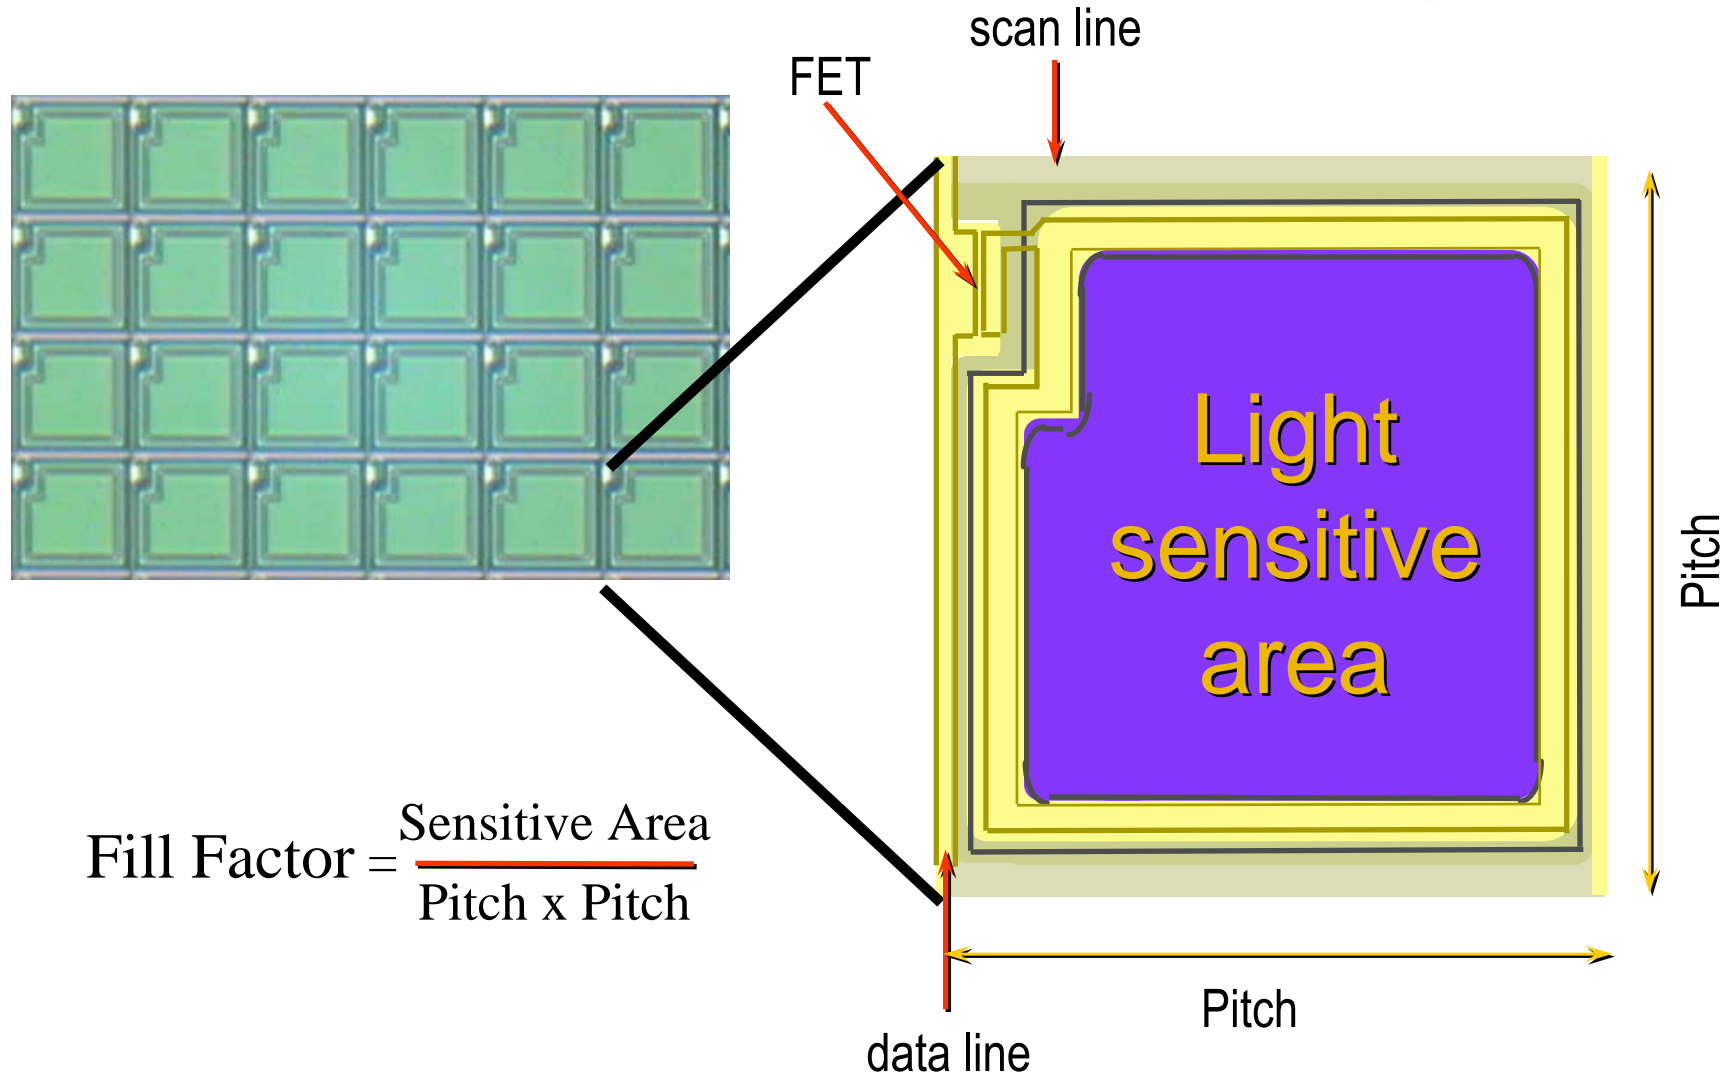 scan line
FET
Light
sensitive
area
Pitch
Fill Factor = Sensitive Area
Pitch x Pitch
Pitch
data line